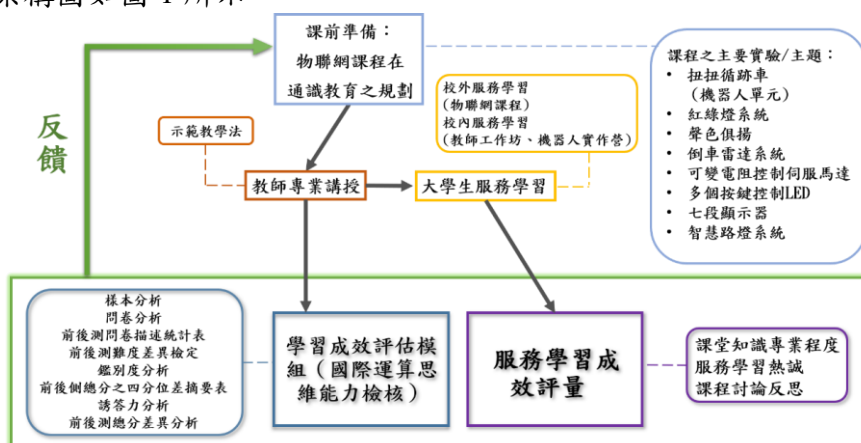 課前準備：
物聯網課程在
通識教育之規劃
課程之主要實驗/主題：
• 扭扭循跡車
(機器人單元)
• 紅綠燈系統
• 聲色俱揚
• 倒車雷達系統
• 可變電阻控制伺服馬達
• 多個按鍵控制LED
• 七段顯示器
• 智慧路燈系統
校外服務學習
(物聯網課程)
校內服務學習
(教師工作坊、機器人實作營)
反
饋
示範教學法
教師專業講授
大學生服務學習
樣本分析
問卷分析
前後測問卷描述統計表
前後測難度差異檢定
鑑別度分析
前後側總分之四分位差摘要表
誘答力分析
前後測總分差異分析
學習成效評估模
組（國際運算思
維能力檢核）
服務學習成
效評量
課堂知識專業程度
服務學習熱誠
課程討論反思